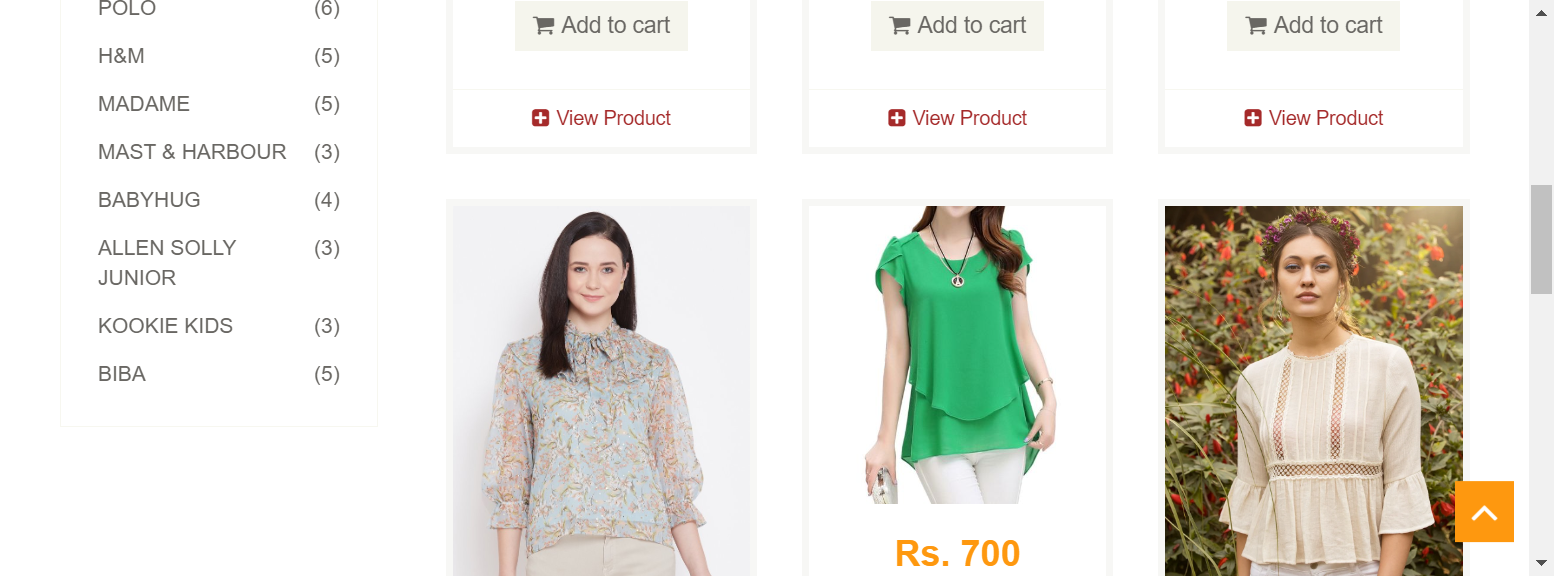 POLO (6)
H&M (5)
MADAME (5)
MAST & HARBOUR (3)
BABYHUG (4)
ALLEN SOLLY (3)
JUNIOR
KOOKIE KIDS (3)
BIBA (5)
Add to cart
Add to cart
Add to cart
View Product
View Product
View Product
Rs. 700